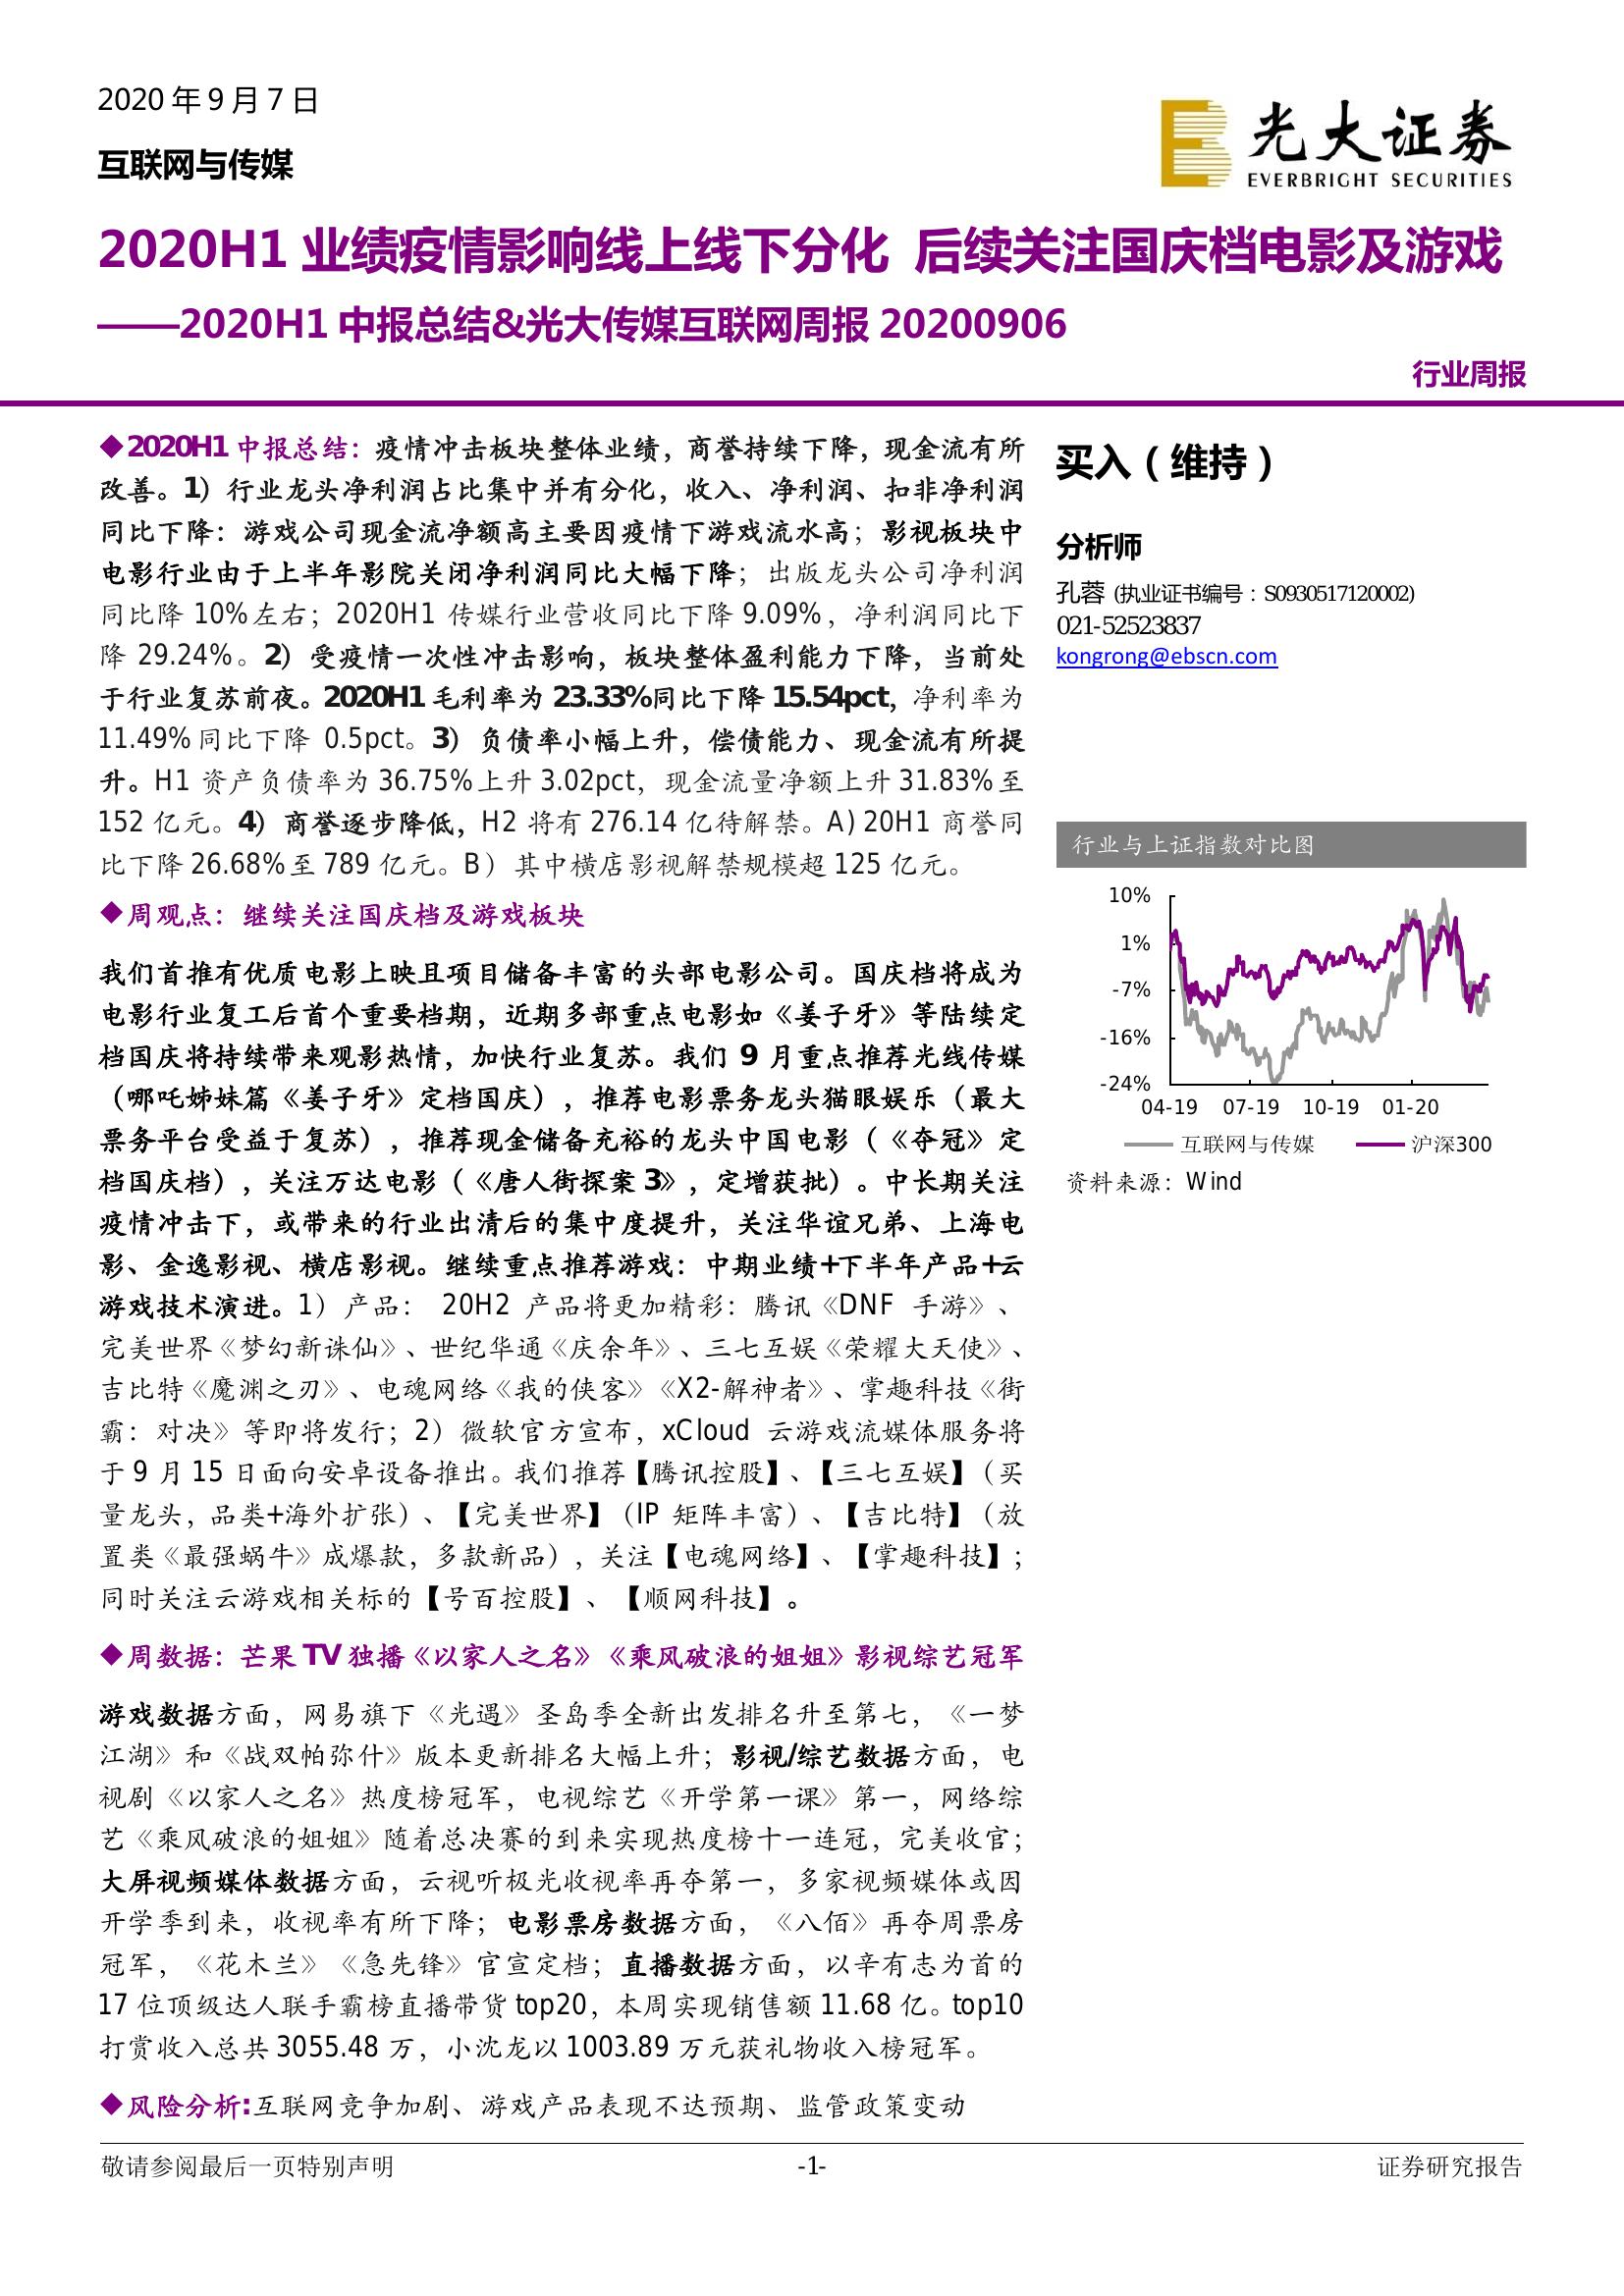 2020 年 9 月 7 日
互联网与传媒
光大证券
EVERBRIGHT SECURITIES
2020H1 业绩疫情影响线上线下分化 后续关注国庆档电影及游戏
——2020H1 中报总结&光大传媒互联网周报 20200906
行业周报
◆2020H1 中报总结：疫情冲击板块整体业绩，商誉持续下降，现金流有所
改善。1）行业龙头净利润占比集中并有分化，收入、净利润、扣非净利润
同比下降：游戏公司现金流净额高主要因疫情下游戏流水高；影视板块中
电影行业由于上半年影院关闭净利润同比大幅下降；出版龙头公司净利润
同比降 10%左右；2020H1 传媒行业营收同比下降 9.09%，净利润同比下
降 29.24%。2）受疫情一次性冲击影响，板块整体盈利能力下降，当前处
于行业复苏前夜。2020H1 毛利率为 23.33%同比下降 15.54pct，净利率为
11.49%同比下降 0.5pct。3）负债率小幅上升，偿债能力、现金流有所提
升。H1 资产负债率为 36.75%上升 3.02pct，现金流量净额上升 31.83%至
152 亿元。4）商誉逐步降低，H2 将有 276.14 亿待解禁。A) 20H1 商誉同
比下降 26.68%至 789 亿元。B）其中横店影视解禁规模超 125 亿元。
◆周观点：继续关注国庆档及游戏板块
我们首推有优质电影上映且项目储备丰富的头部电影公司。国庆档将成为
电影行业复工后首个重要档期，近期多部重点电影如《姜子牙》等陆续定
档国庆将持续带来观影热情，加快行业复苏。我们 9 月重点推荐光线传媒
（哪吒姊妹篇《姜子牙》定档国庆），推荐电影票务龙头猫眼娱乐（最大
票务平台受益于复苏），推荐现金储备充裕的龙头中国电影（《夺冠》定
档国庆档），关注万达电影（《唐人街探案 3》，定增获批）。中长期关注
疫情冲击下，或带来的行业出清后的集中度提升，关注华谊兄弟、上海电
影、金逸影视、横店影视。继续重点推荐游戏：中期业绩+下半年产品+云
游戏技术演进。1）产品： 20H2 产品将更加精彩：腾讯《DNF 手游》、
完美世界《梦幻新诛仙》、世纪华通《庆余年》、三七互娱《荣耀大天使》、
吉比特《魔渊之刃》、电魂网络《我的侠客》《X2-解神者》、掌趣科技《街
霸：对决》等即将发行；2）微软官方宣布，xCloud 云游戏流媒体服务将
于 9 月 15 日面向安卓设备推出。我们推荐【腾讯控股】、【三七互娱】（买
量龙头，品类+海外扩张）、【完美世界】（IP 矩阵丰富）、【吉比特】（放
置类《最强蜗牛》成爆款，多款新品），关注【电魂网络】、【掌趣科技】；
同时关注云游戏相关标的【号百控股】、【顺网科技】。
◆周数据：芒果 TV 独播《以家人之名》《乘风破浪的姐姐》影视综艺冠军
游戏数据方面，网易旗下《光遇》圣岛季全新出发排名升至第七，《一梦
江湖》和《战双帕弥什》版本更新排名大幅上升；影视/综艺数据方面，电
视剧《以家人之名》热度榜冠军，电视综艺《开学第一课》第一，网络综
艺《乘风破浪的姐姐》随着总决赛的到来实现热度榜十一连冠，完美收官；
大屏视频媒体数据方面，云视听极光收视率再夺第一，多家视频媒体或因
开学季到来，收视率有所下降；电影票房数据方面，《八佰》再夺周票房
冠军，《花木兰》《急先锋》官宣定档；直播数据方面，以辛有志为首的
17 位顶级达人联手霸榜直播带货 top20，本周实现销售额 11.68 亿。top10
打赏收入总共 3055.48 万，小沈龙以 1003.89 万元获礼物收入榜冠军。
◆风险分析:互联网竞争加剧、游戏产品表现不达预期、监管政策变动
买入（维持）
分析师
孔蓉 (执业证书编号：S0930517120002)
021-52523837
kongrong@ebscn.com
行业与上证指数对比图
10%
1%
-7%
-16%
-24%
04-19 07-19 10-19 01-20
互联网与传媒 沪深300
资料来源：Wind
敬请参阅最后一页特别声明 -1- 证券研究报告